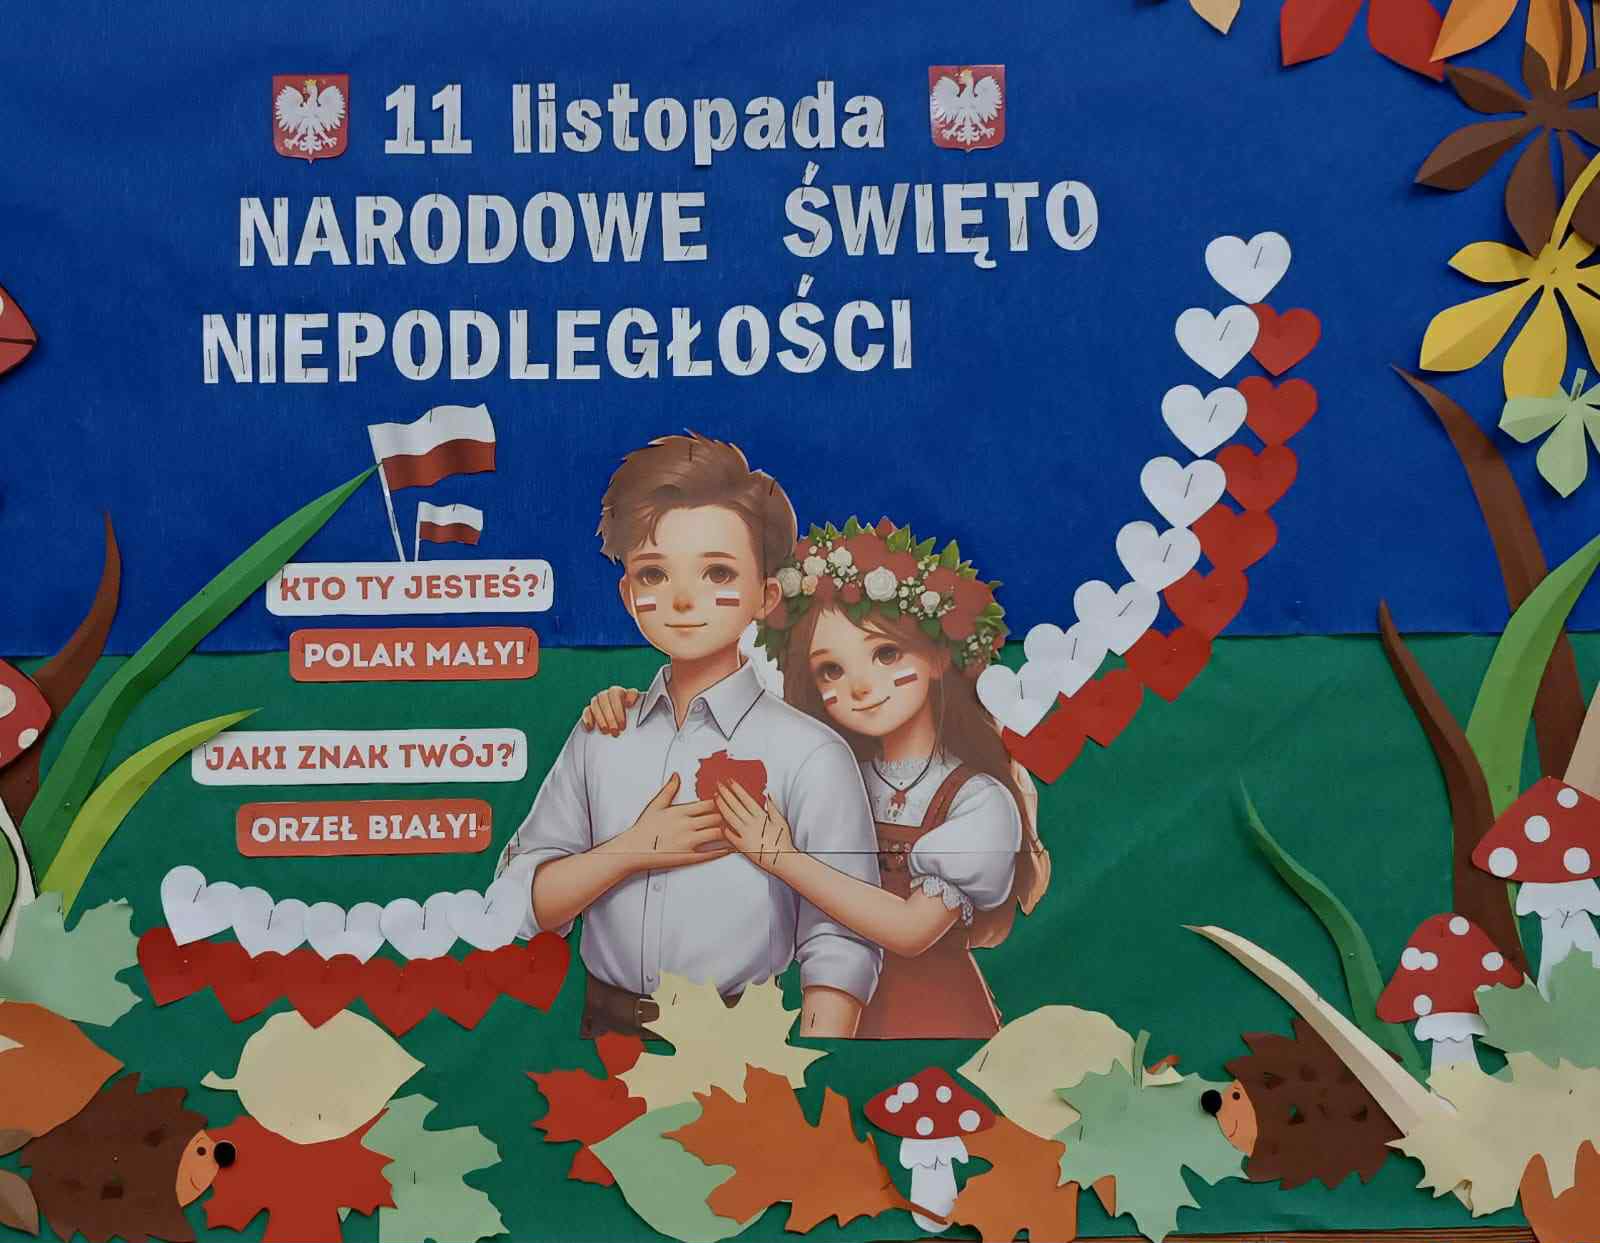 11 listopada
NARODOWE ŚWIĘTO
NIEPODLEGŁOŚCI
KTO TY JESTEŚ?
POLAK MAŁY!
JAKI ZNAK TWÓJ?
ORZEŁ BIAŁY!